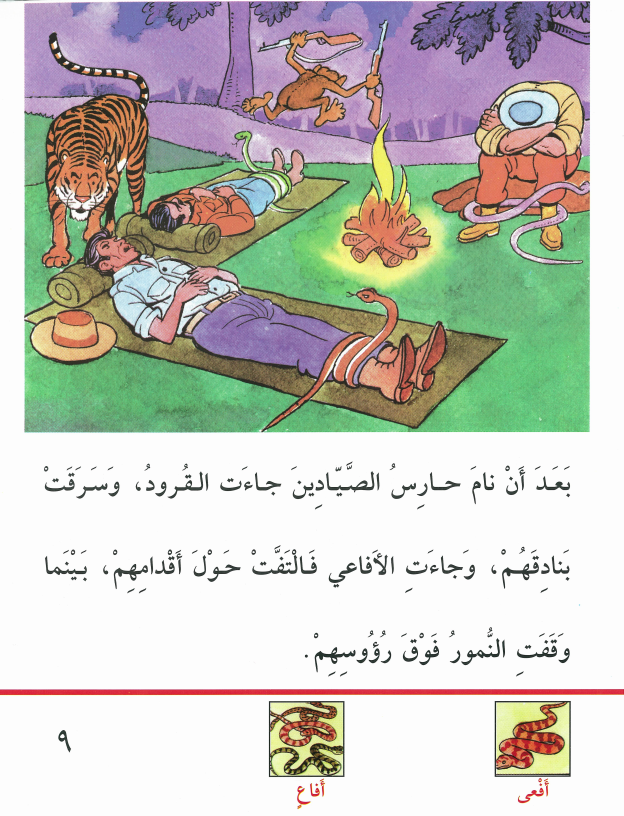 بَعَدَ أَنْ نامَ حـارِسُ الصَّيّادِينَ جاءَت القُرودُ، وَسَرَقَتْ
بَنادِقَهُمْ، وَجاءَتِ الأَفاعي فَالْتَفَّتْ حَوْلَ أَقْدامِهِمْ، بَيْنَما
وَقَفَتِ النُّمورُ فَوْقَ رُؤُوسِهِمْ.
أَفْعى
أَفاعٍ
٩